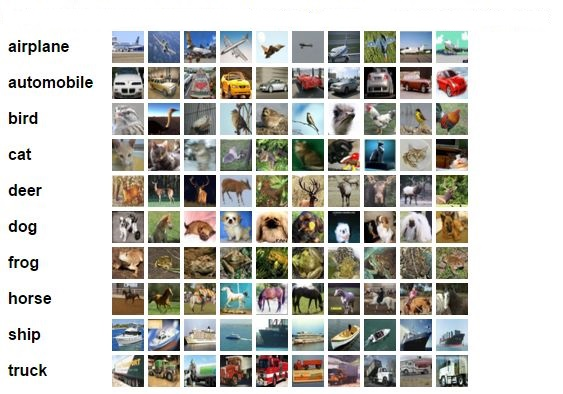 airplane
automobile
bird
cat
deer
dog
frog
horse
ship
truck